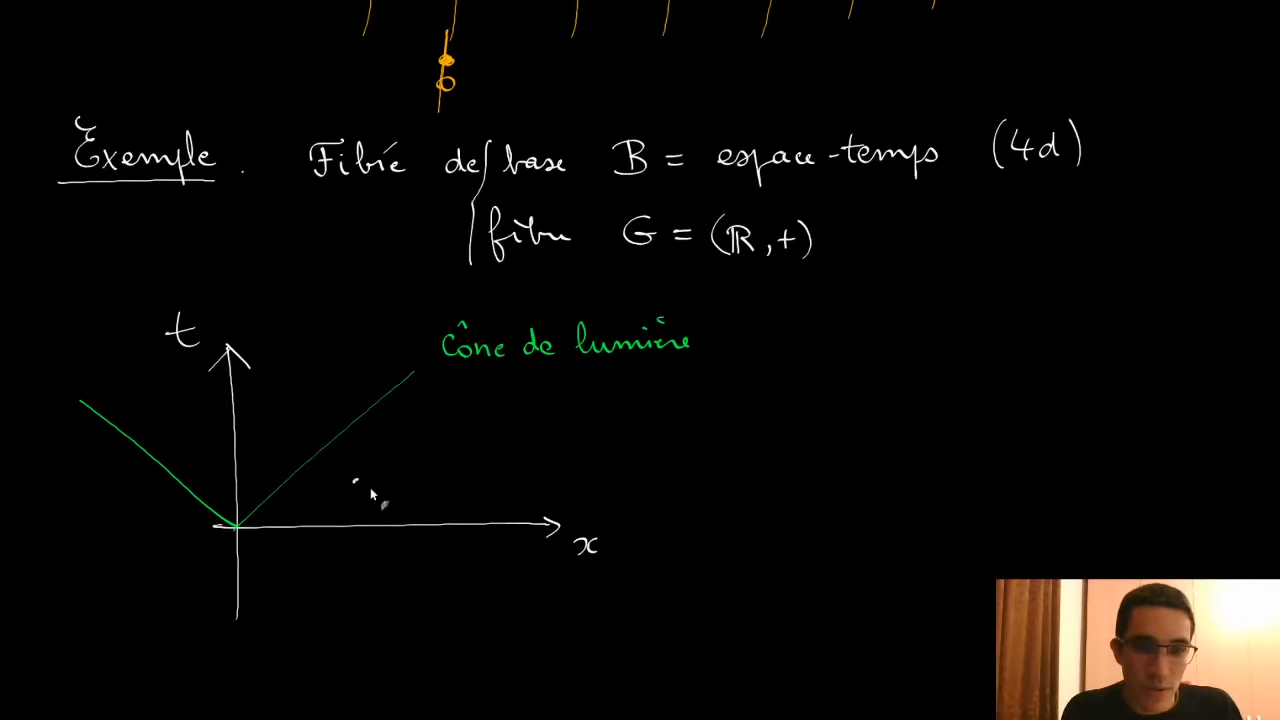 Exemple. Fibré de base B = espace-temps (4d)
fibre G = (ℝ, +)
t
cône de lumière
x